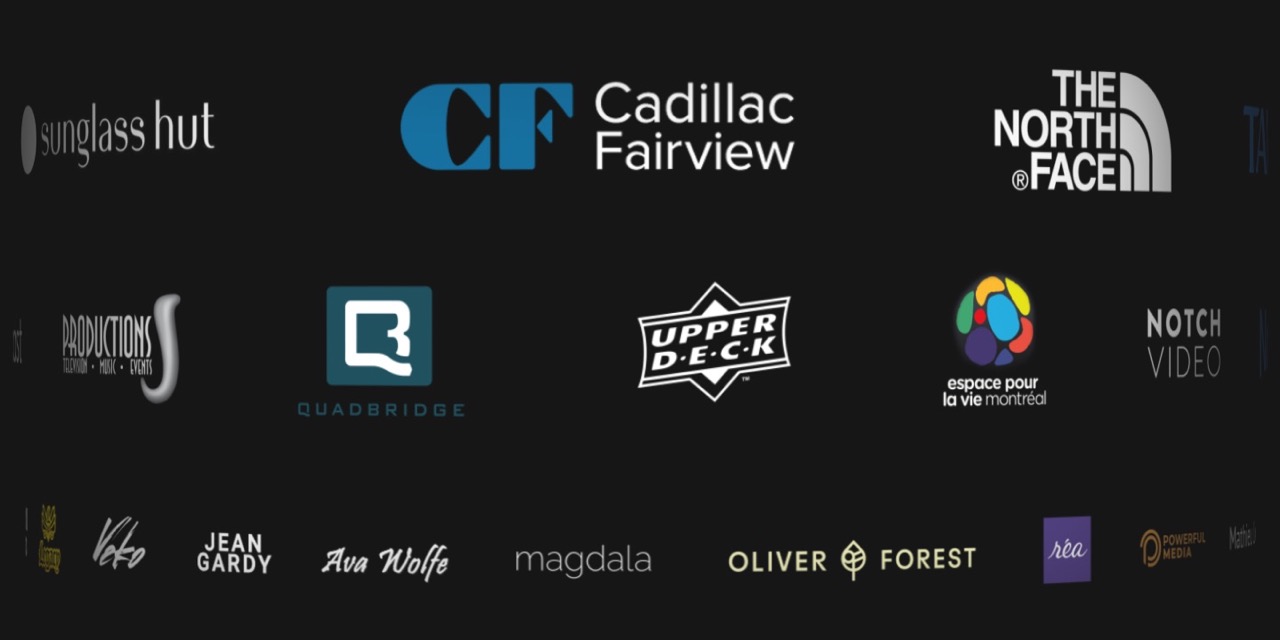 sunglass hut
Cadillac
Fairview
THE
NORTH
®FACE
PRODUCTIONS J
TELEVISION • MUSIC • EVENTS
QUADBRIDGE
UPPER
D•E•C•K
™
espace pour
la vie montréal
NOTCH
VIDEO
Veko
JEAN
GARDY
Ava Wolfe
magdala
OLIVER FOREST
réa
POWERFUL
MEDIA